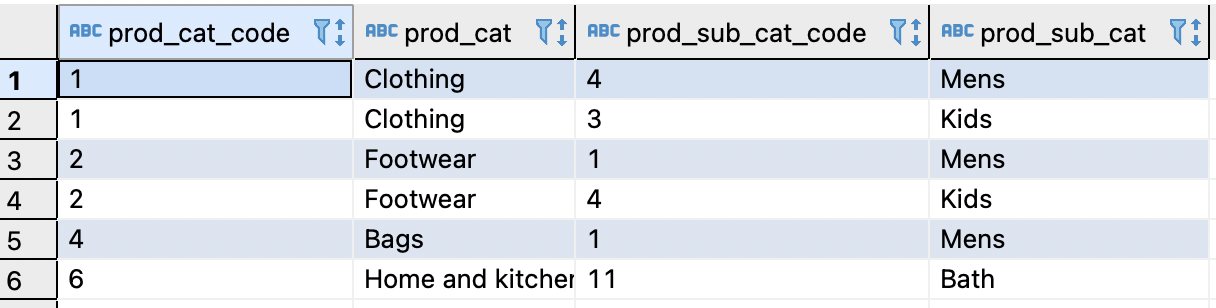 ABC prod_cat_code ABC prod_cat ABC prod_sub_cat_code ABC prod_sub_cat
1 1 Clothing 4 Mens
2 1 Clothing 3 Kids
3 2 Footwear 1 Mens
4 2 Footwear 4 Kids
5 4 Bags 1 Mens
6 6 Home and kitchen 11 Bath